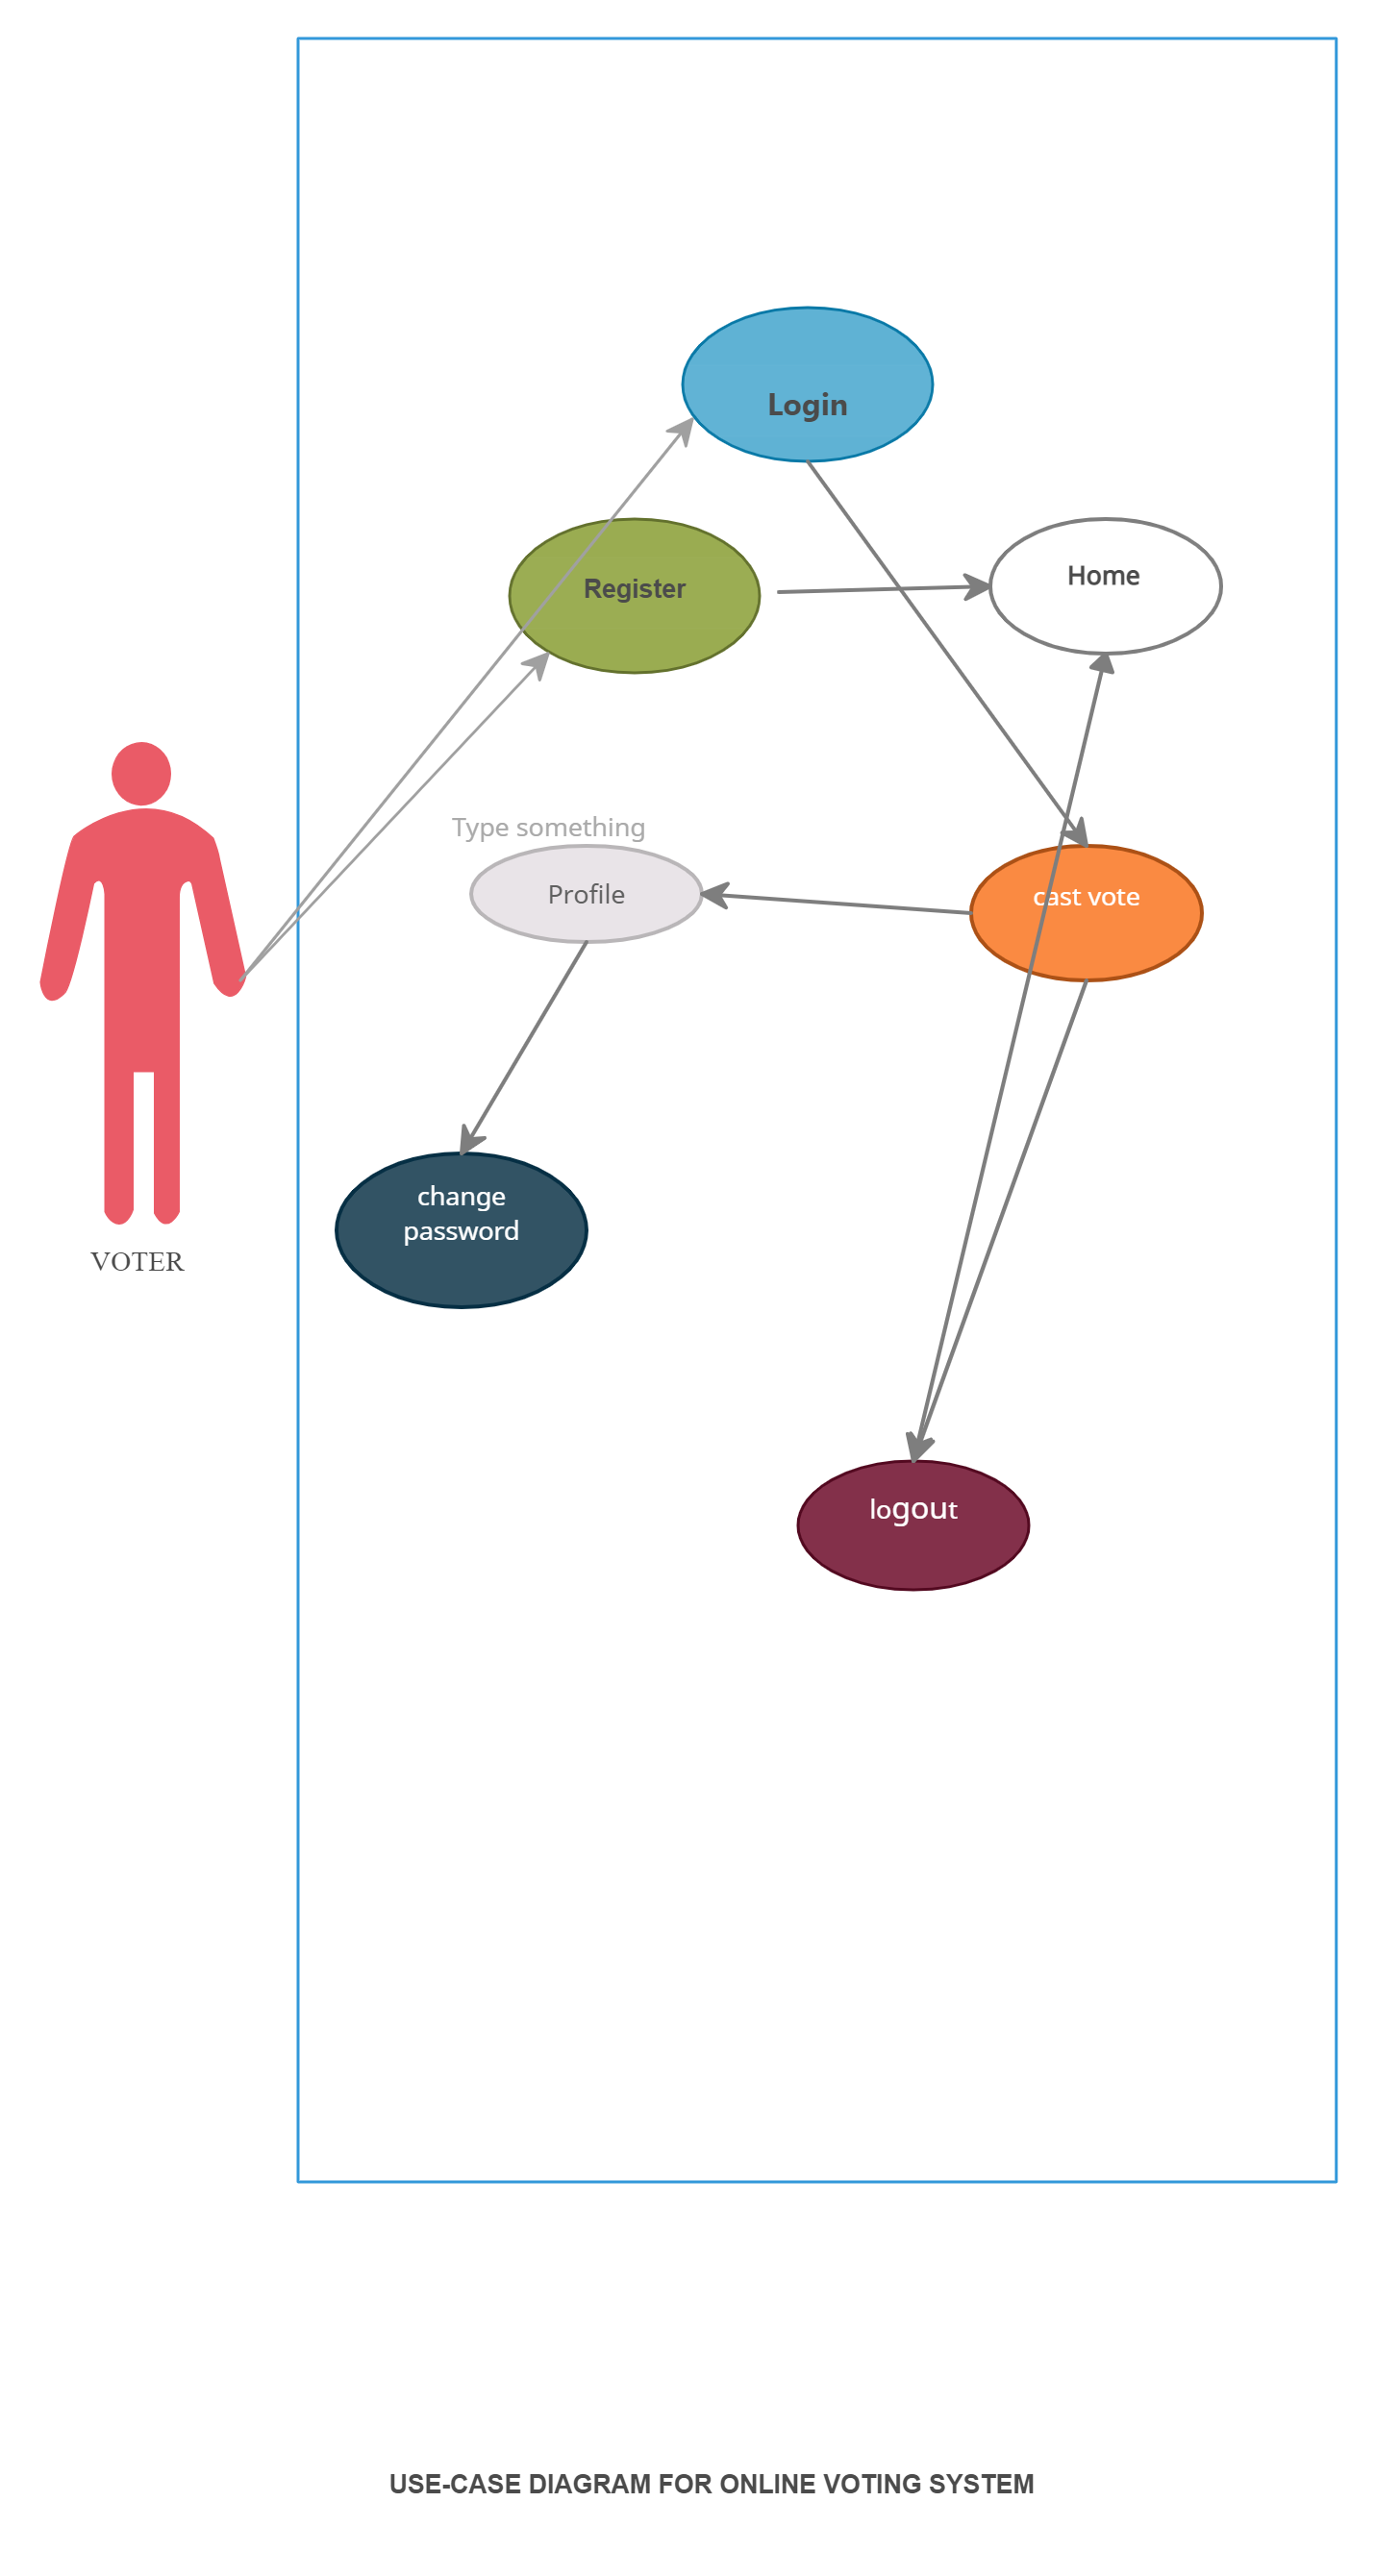 Login
Register
Home
Type something
Profile
cast vote
change
password
VOTER
logout
USE-CASE DIAGRAM FOR ONLINE VOTING SYSTEM